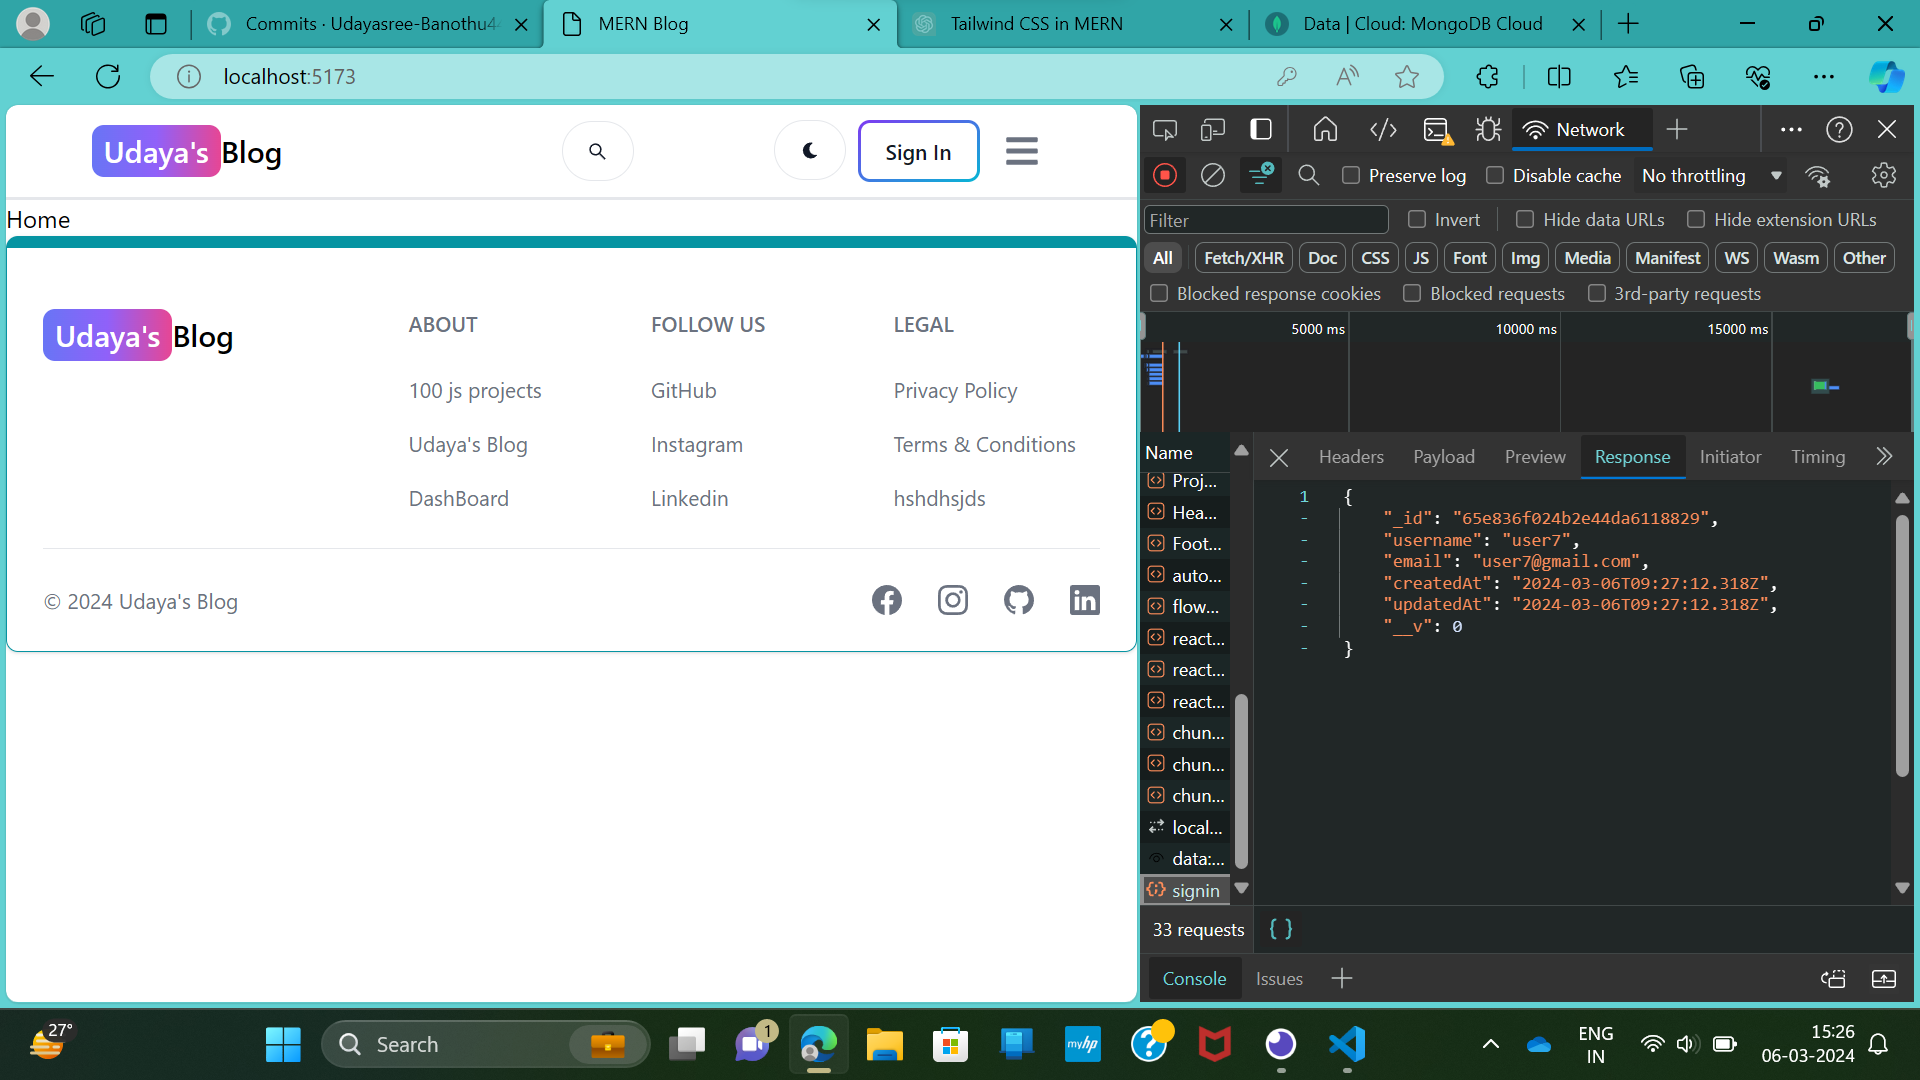 Commits · Udayasree-Banothu4
MERN Blog
Tailwind CSS in MERN
Data | Cloud: MongoDB Cloud
localhost:5173
Udaya's Blog
Sign In
Home
Udaya's Blog
ABOUT
FOLLOW US
LEGAL
100 js projects
GitHub
Privacy Policy
Udaya's Blog
Instagram
Terms & Conditions
DashBoard
Linkedin
hshdhsjds
© 2024 Udaya's Blog
Network
Preserve log
Disable cache
No throttling
Filter
Invert
Hide data URLs
Hide extension URLs
All
Fetch/XHR
Doc
CSS
JS
Font
Img
Media
Manifest
WS
Wasm
Other
Blocked response cookies
Blocked requests
3rd-party requests
5000 ms
10000 ms
15000 ms
Name
Proj...
Hea...
Foot...
auto...
flow...
react...
react...
react...
chun...
chun...
chun...
local...
data:...
signin
Headers
Payload
Preview
Response
Initiator
Timing
1 {
- "_id": "65e836f024b2e44da6118829",
- "username": "user7",
- "email": "user7@gmail.com",
- "createdAt": "2024-03-06T09:27:12.318Z",
- "updatedAt": "2024-03-06T09:27:12.318Z",
- "__v": 0
- }
33 requests
{ }
Console
Issues
27°
Search
1
myhp
ENG
IN
15:26
06-03-2024